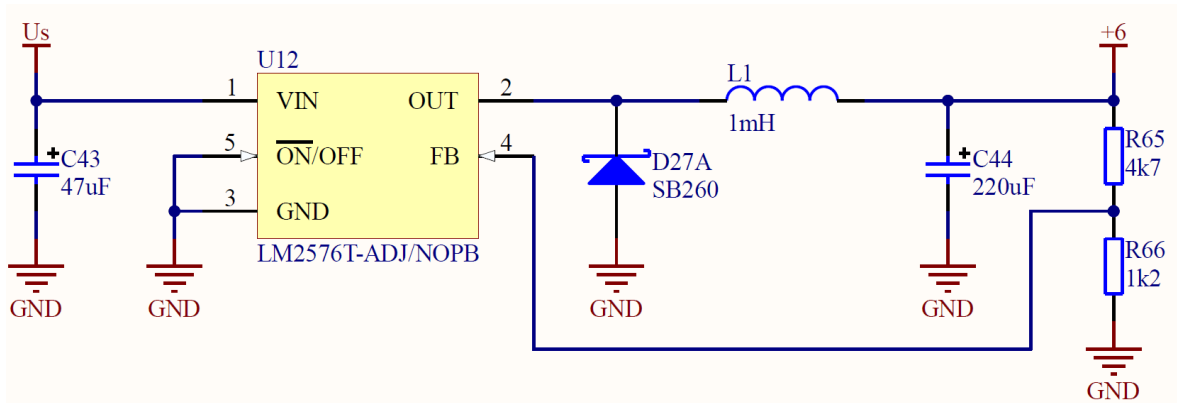 Us
+6
U12
L1
1
VIN
OUT
2
1mH
C43
47uF
5
ON/OFF
FB
4
D27A
SB260
C44
220uF
R65
4k7
3
GND
LM2576T-ADJ/NOPB
R66
1k2
GND
GND
GND
GND
GND